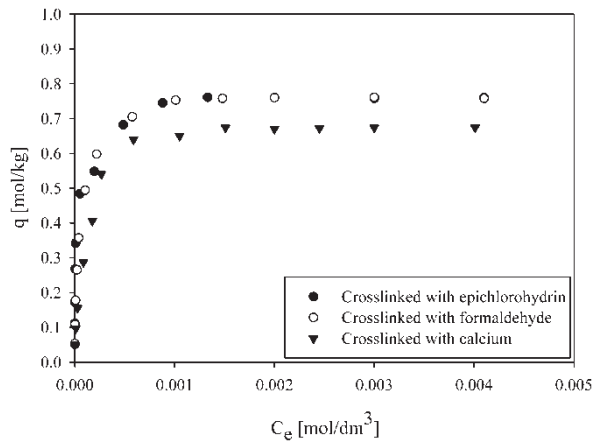 1.0
0.9
0.8
0.7
0.6
0.5
0.4
0.3
0.2
0.1
0.0
q [mol/kg]
Crosslinked with epichlorohydrin
Crosslinked with formaldehyde
Crosslinked with calcium
0.000 0.001 0.002 0.003 0.004 0.005
Ce [mol/dm3]